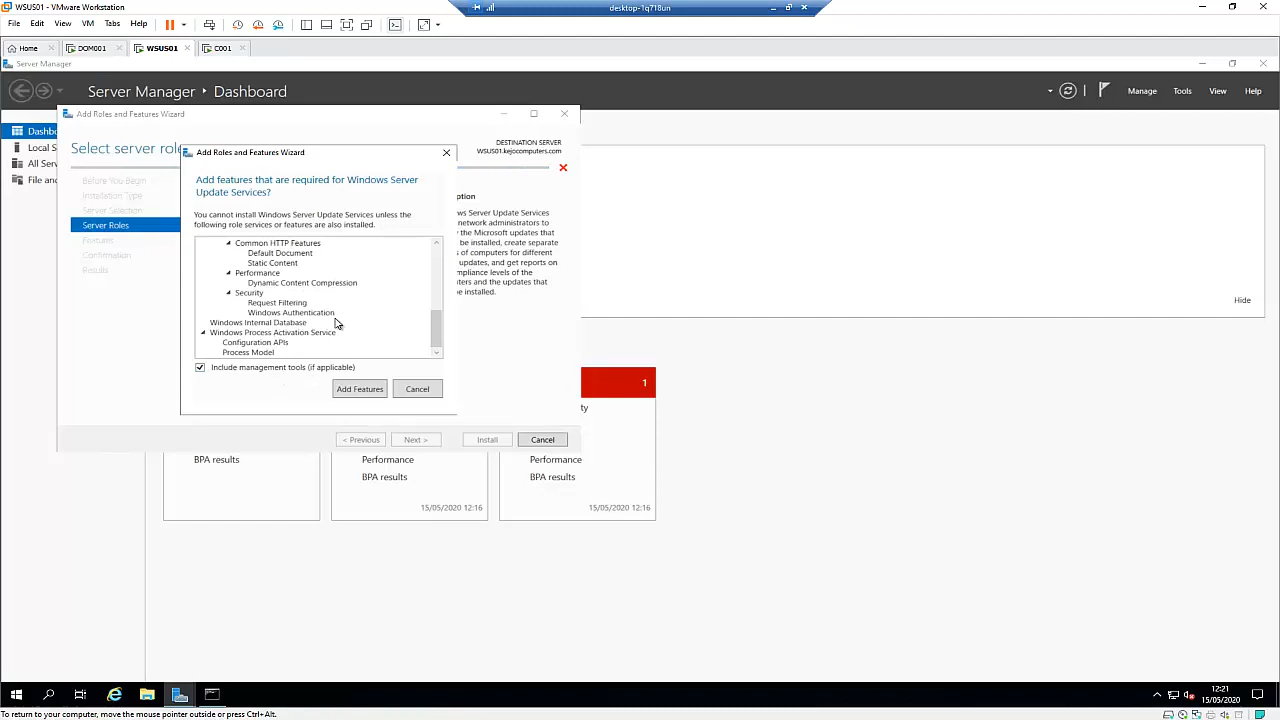 WSUS01 - VMware Workstation
desktop-1q718un
File Edit View VM Tabs Help
Home DOM001 WSUS01 C001
Server Manager
Server Manager • Dashboard
Manage Tools View Help
Add Roles and Features Wizard
Select server role
DESTINATION SERVER
WSUS01.kejocomputers.com
Before You Begin
Installation Type
Server Selection
Server Roles
Features
Confirmation
Results
Add Roles and Features Wizard
Add features that are required for Windows Server
Update Services?
You cannot install Windows Server Update Services unless the
following role services or features are also installed.
Common HTTP Features
Default Document
Static Content
Performance
Dynamic Content Compression
Security
Request Filtering
Windows Authentication
Windows Internal Database
Windows Process Activation Service
Configuration APIs
Process Model
Include management tools (if applicable)
Add Features Cancel
ption
ws Server Update Services
network administrators to
y the Microsoft updates that
be installed, create separate
s of computers for different
updates, and get reports on
mpliance levels of the
ters and the updates that
be installed.
< Previous Next > Install Cancel
Dashbo
Local S
All Serv
File and
Hide
1
ty
BPA results
Performance
BPA results
15/05/2020 12:16
Performance
BPA results
15/05/2020 12:16
12:21
15/05/2020
To return to your computer, move the mouse pointer outside or press Ctrl+Alt.